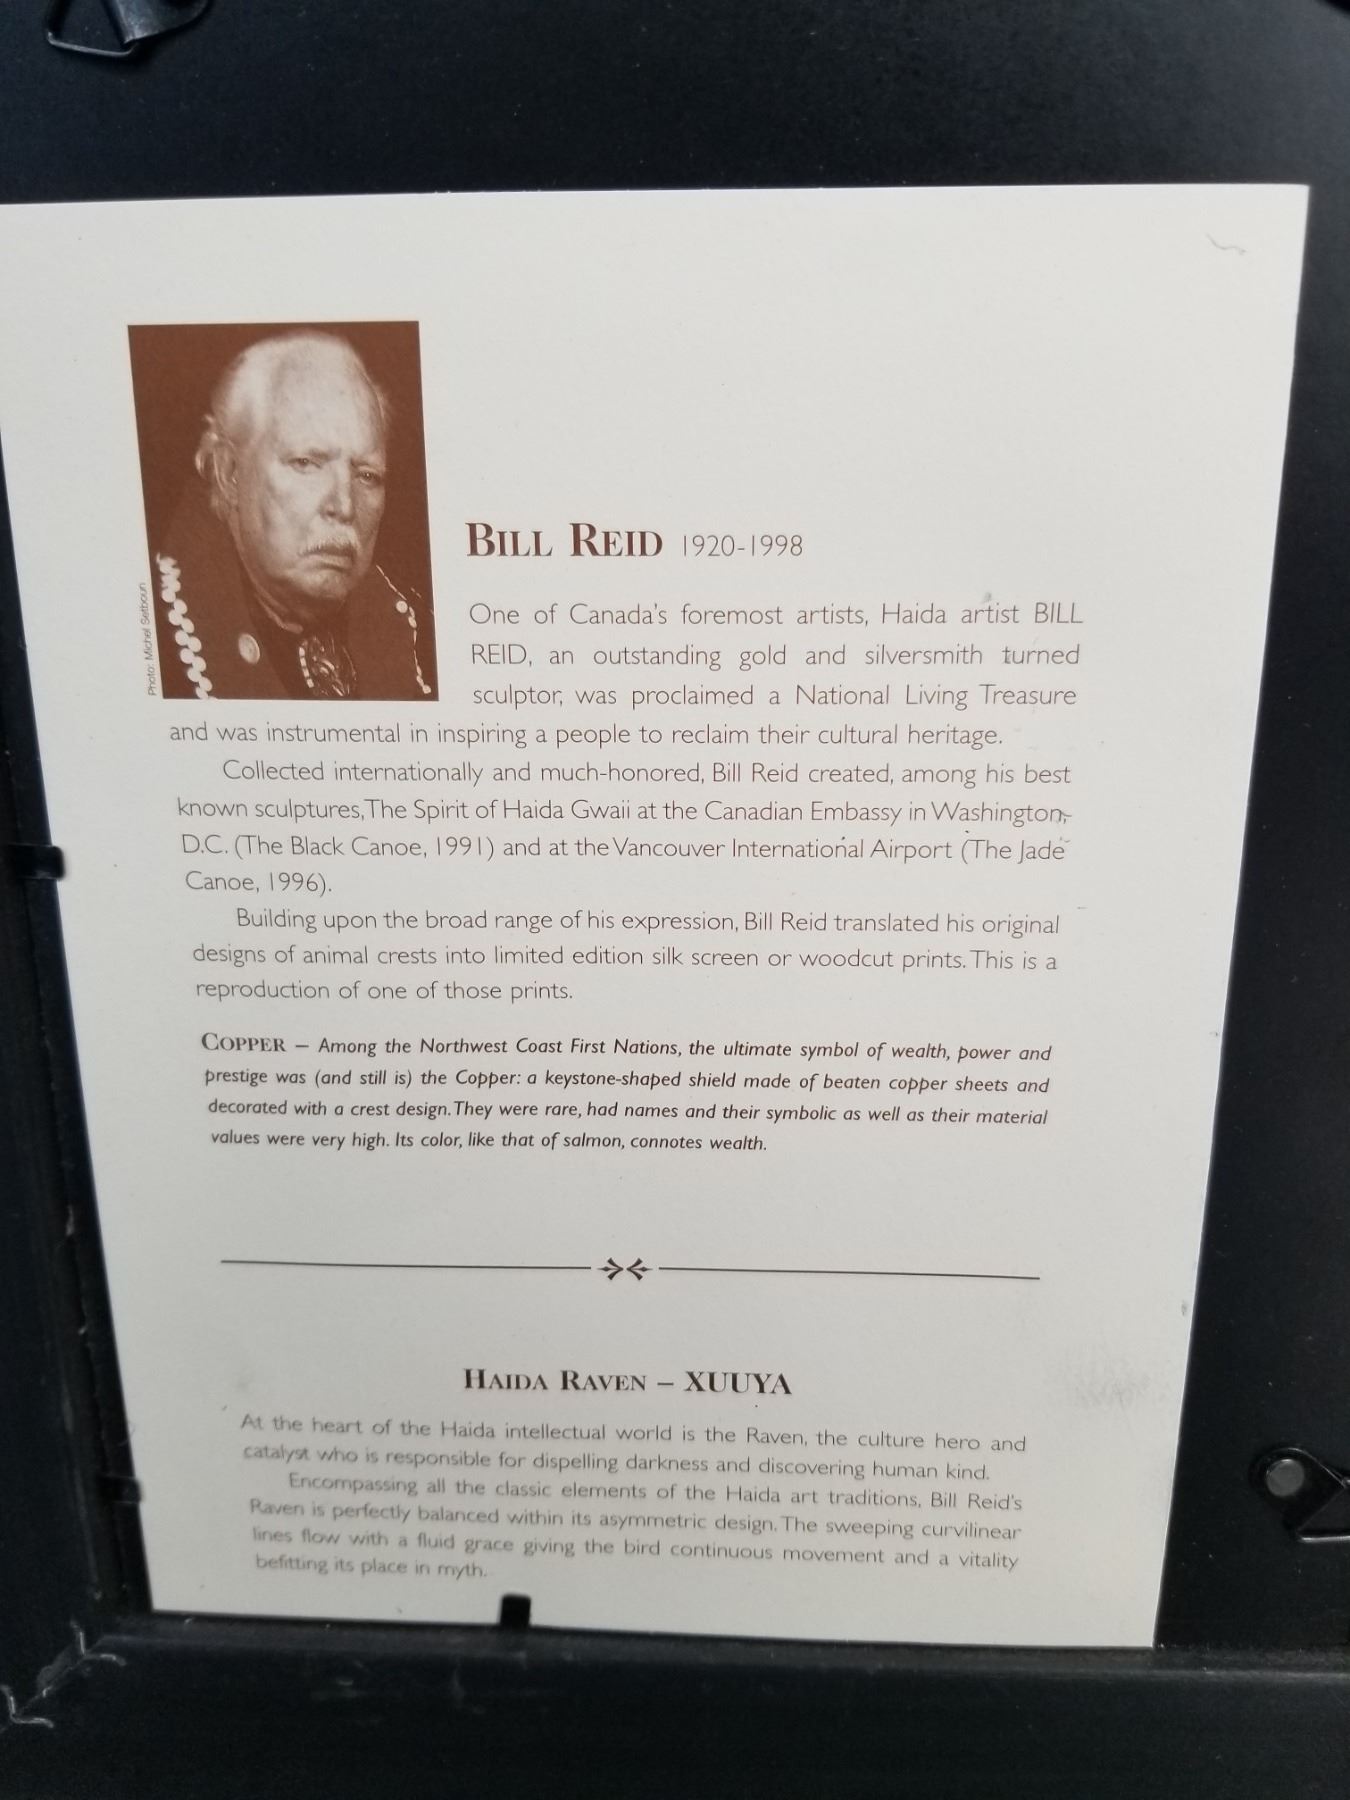 Photo: Michel Setboun
BILL REID 1920-1998
One of Canada's foremost artists, Haida artist BILL
REID, an outstanding gold and silversmith turned
sculptor, was proclaimed a National Living Treasure
and was instrumental in inspiring a people to reclaim their cultural heritage.
Collected internationally and much-honored, Bill Reid created, among his best
known sculptures, The Spirit of Haida Gwaii at the Canadian Embassy in Washington,
D.C. (The Black Canoe, 1991) and at the Vancouver International Airport (The Jade
Canoe, 1996).
Building upon the broad range of his expression, Bill Reid translated his original
designs of animal crests into limited edition silk screen or woodcut prints. This is a
reproduction of one of those prints.
COPPER – Among the Northwest Coast First Nations, the ultimate symbol of wealth, power and
prestige was (and still is) the Copper: a keystone-shaped shield made of beaten copper sheets and
decorated with a crest design. They were rare, had names and their symbolic as well as their material
values were very high. Its color, like that of salmon, connotes wealth.
HAIDA RAVEN – XUUYA
At the heart of the Haida intellectual world is the Raven, the culture hero and
catalyst who is responsible for dispelling darkness and discovering human kind.
Encompassing all the classic elements of the Haida art traditions, Bill Reid's
Raven is perfectly balanced within its asymmetric design. The sweeping curvilinear
lines flow with a fluid grace giving the bird continuous movement and a vitality
befitting its place in myth.